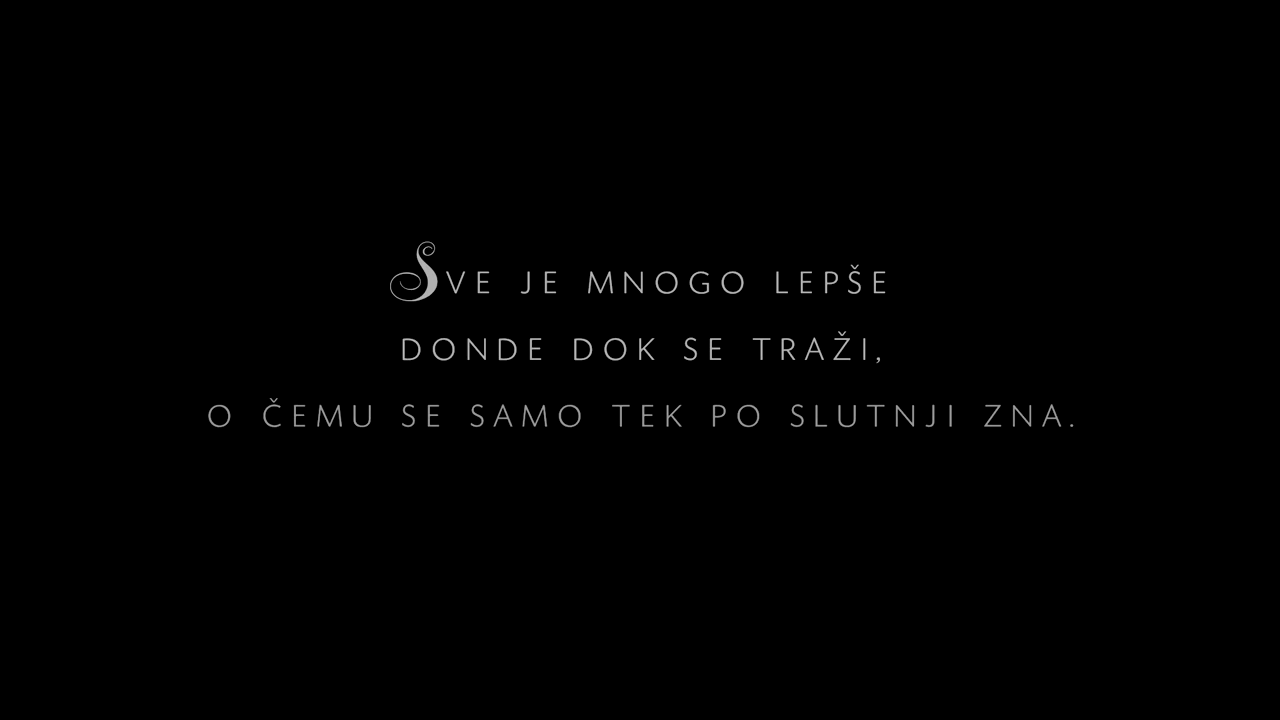 Sve je mnogo lepše
donde dok se traži,
o čemu se samo tek po slutnji zna.